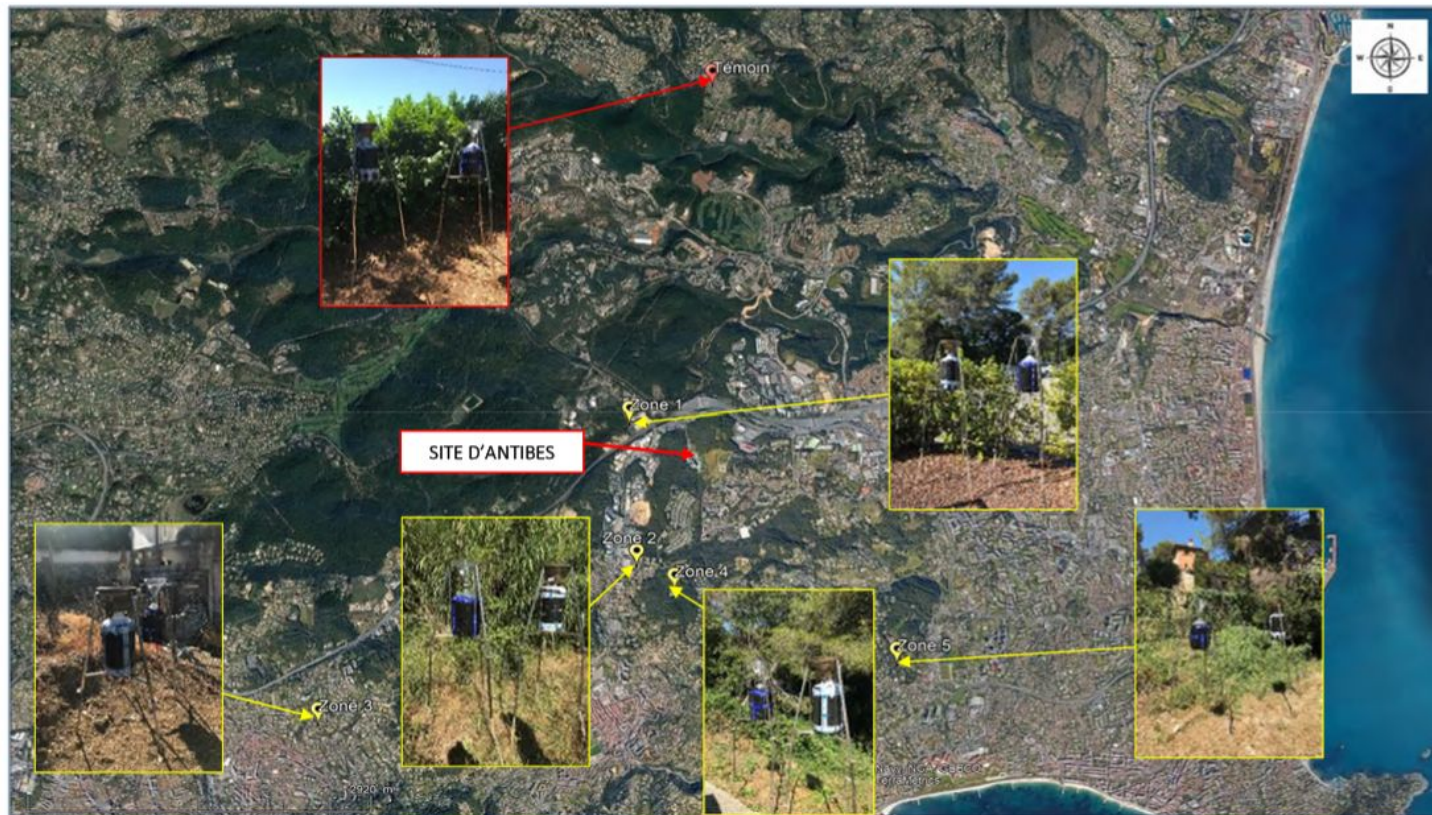 N
W E
S
Témoin
Zone 1
SITE D'ANTIBES
Zone 2
Zone 4
Zone 5
Zone 3
2920 m